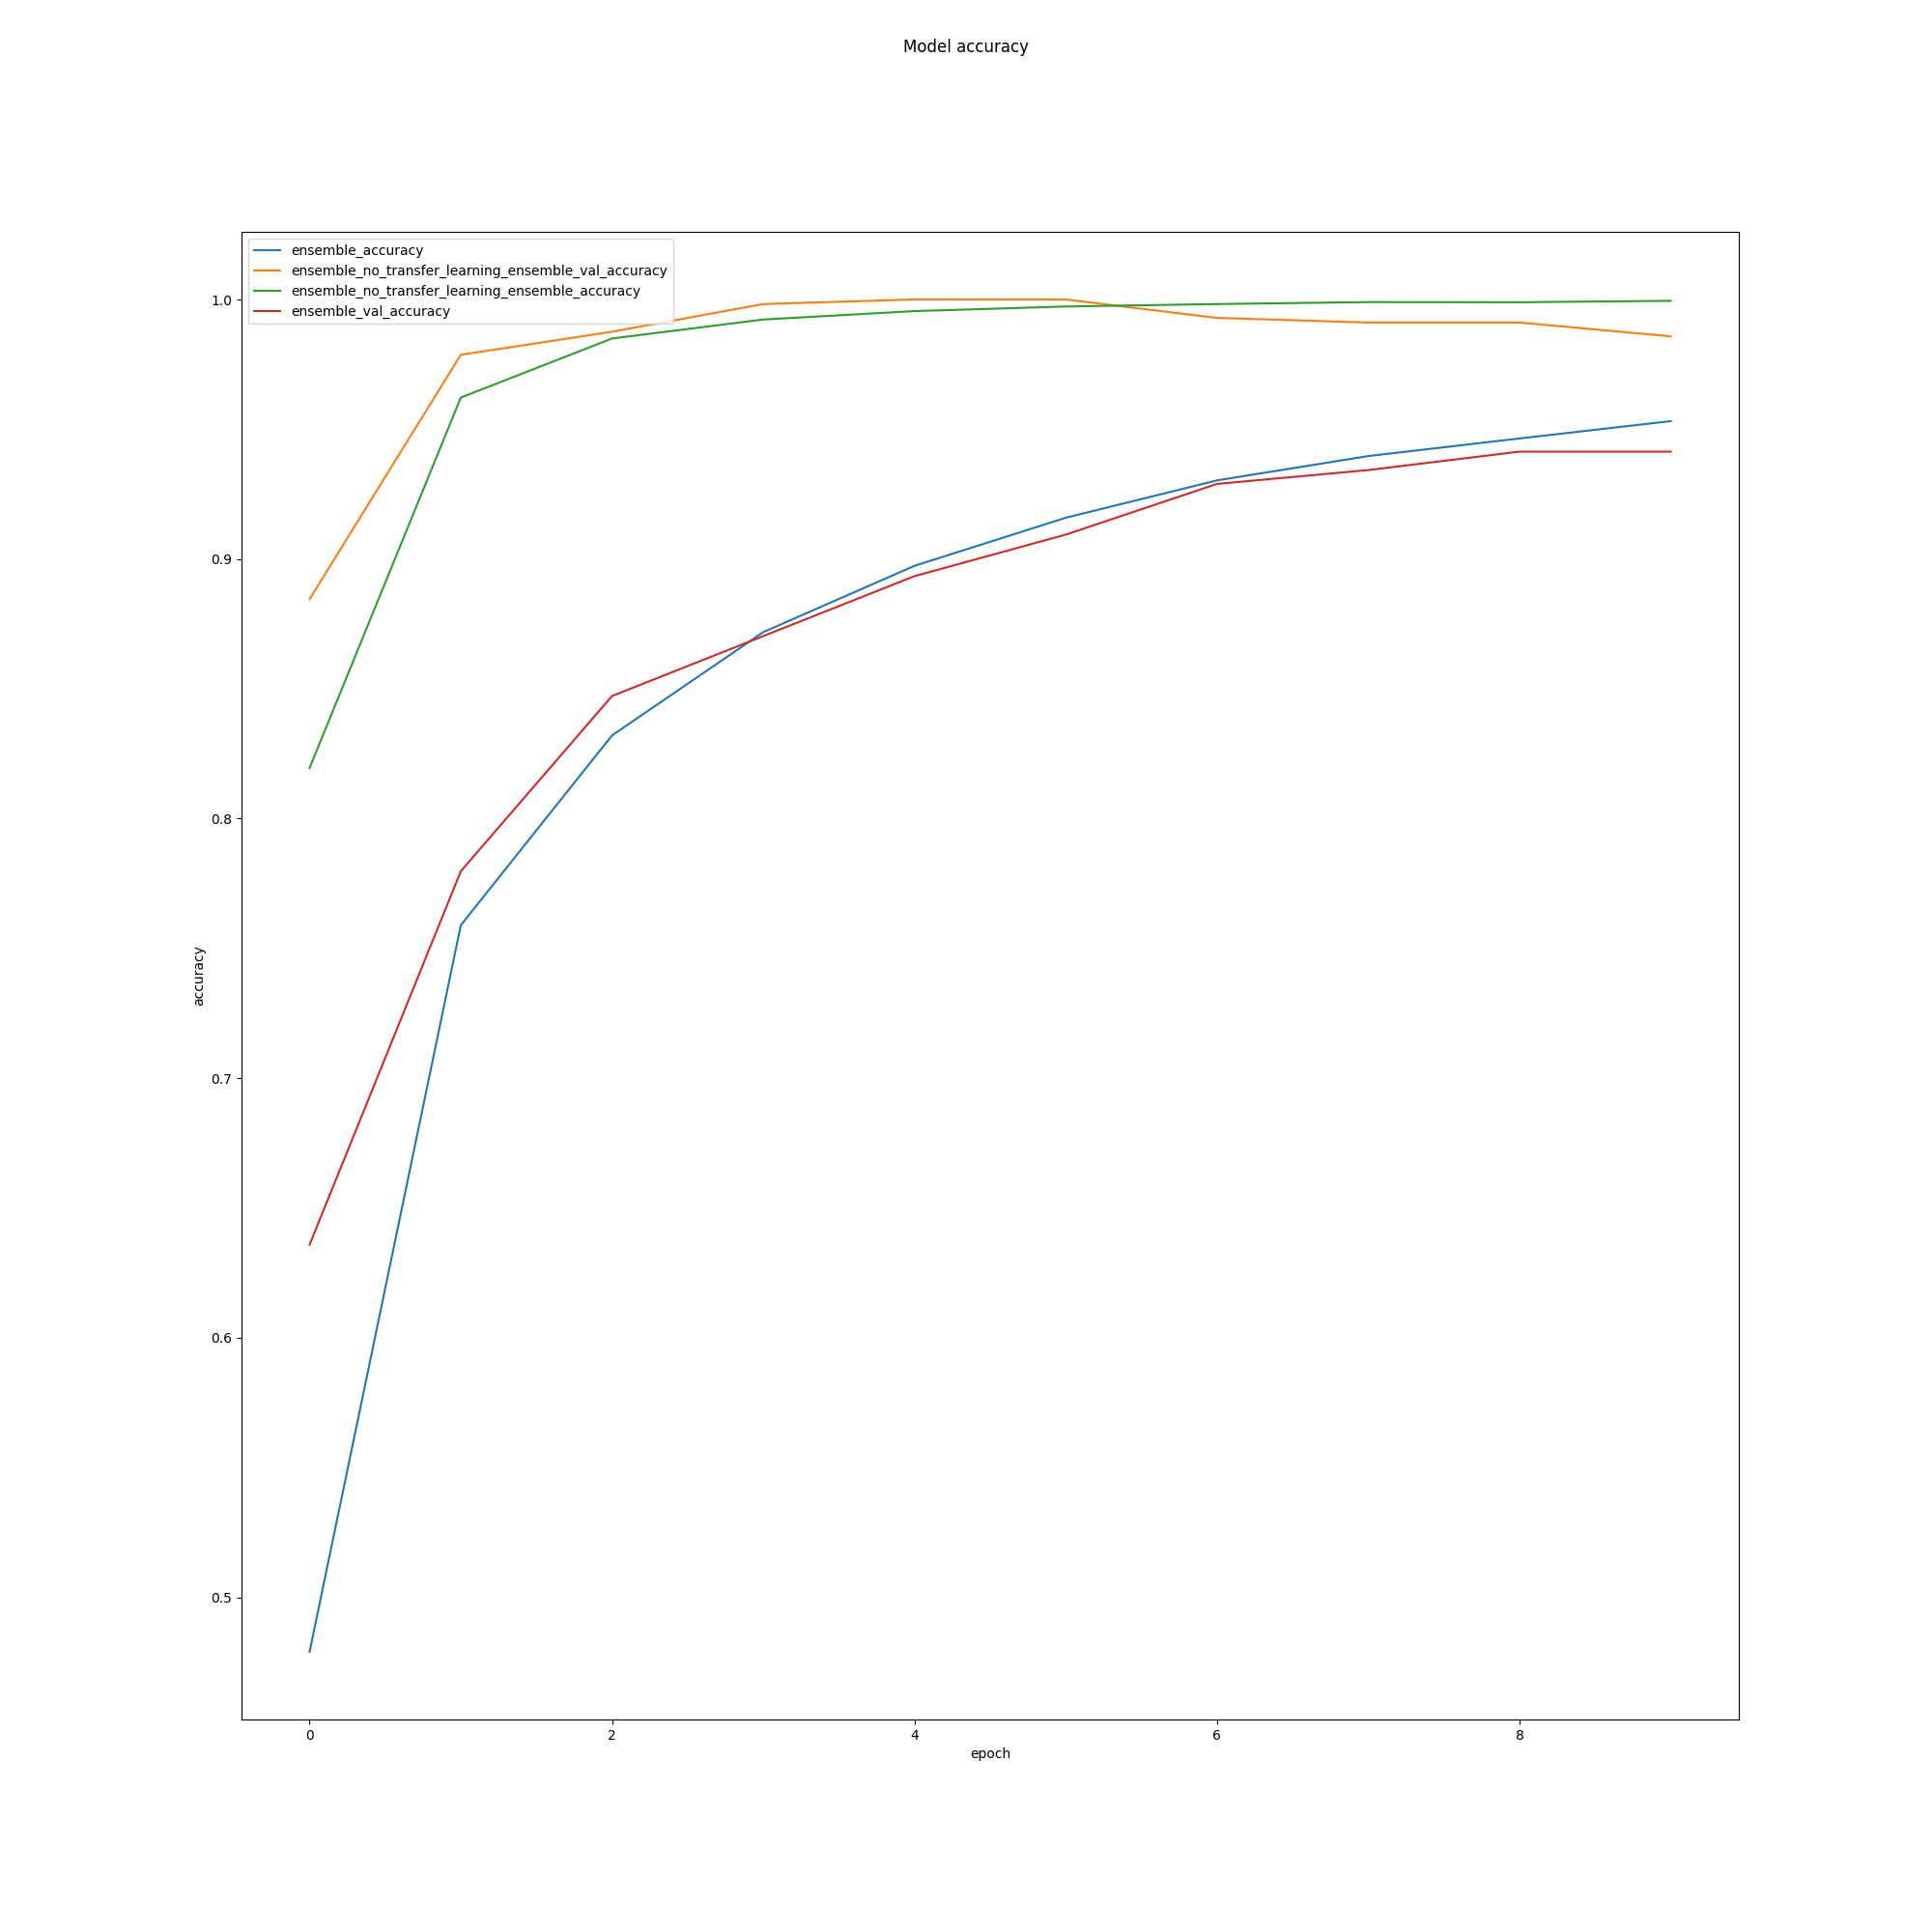 Model accuracy
ensemble_accuracy
ensemble_no_transfer_learning_ensemble_val_accuracy
ensemble_no_transfer_learning_ensemble_accuracy
ensemble_val_accuracy
1.0
0.9
0.8
0.7
0.6
0.5
accuracy
0 2 4 6 8
epoch